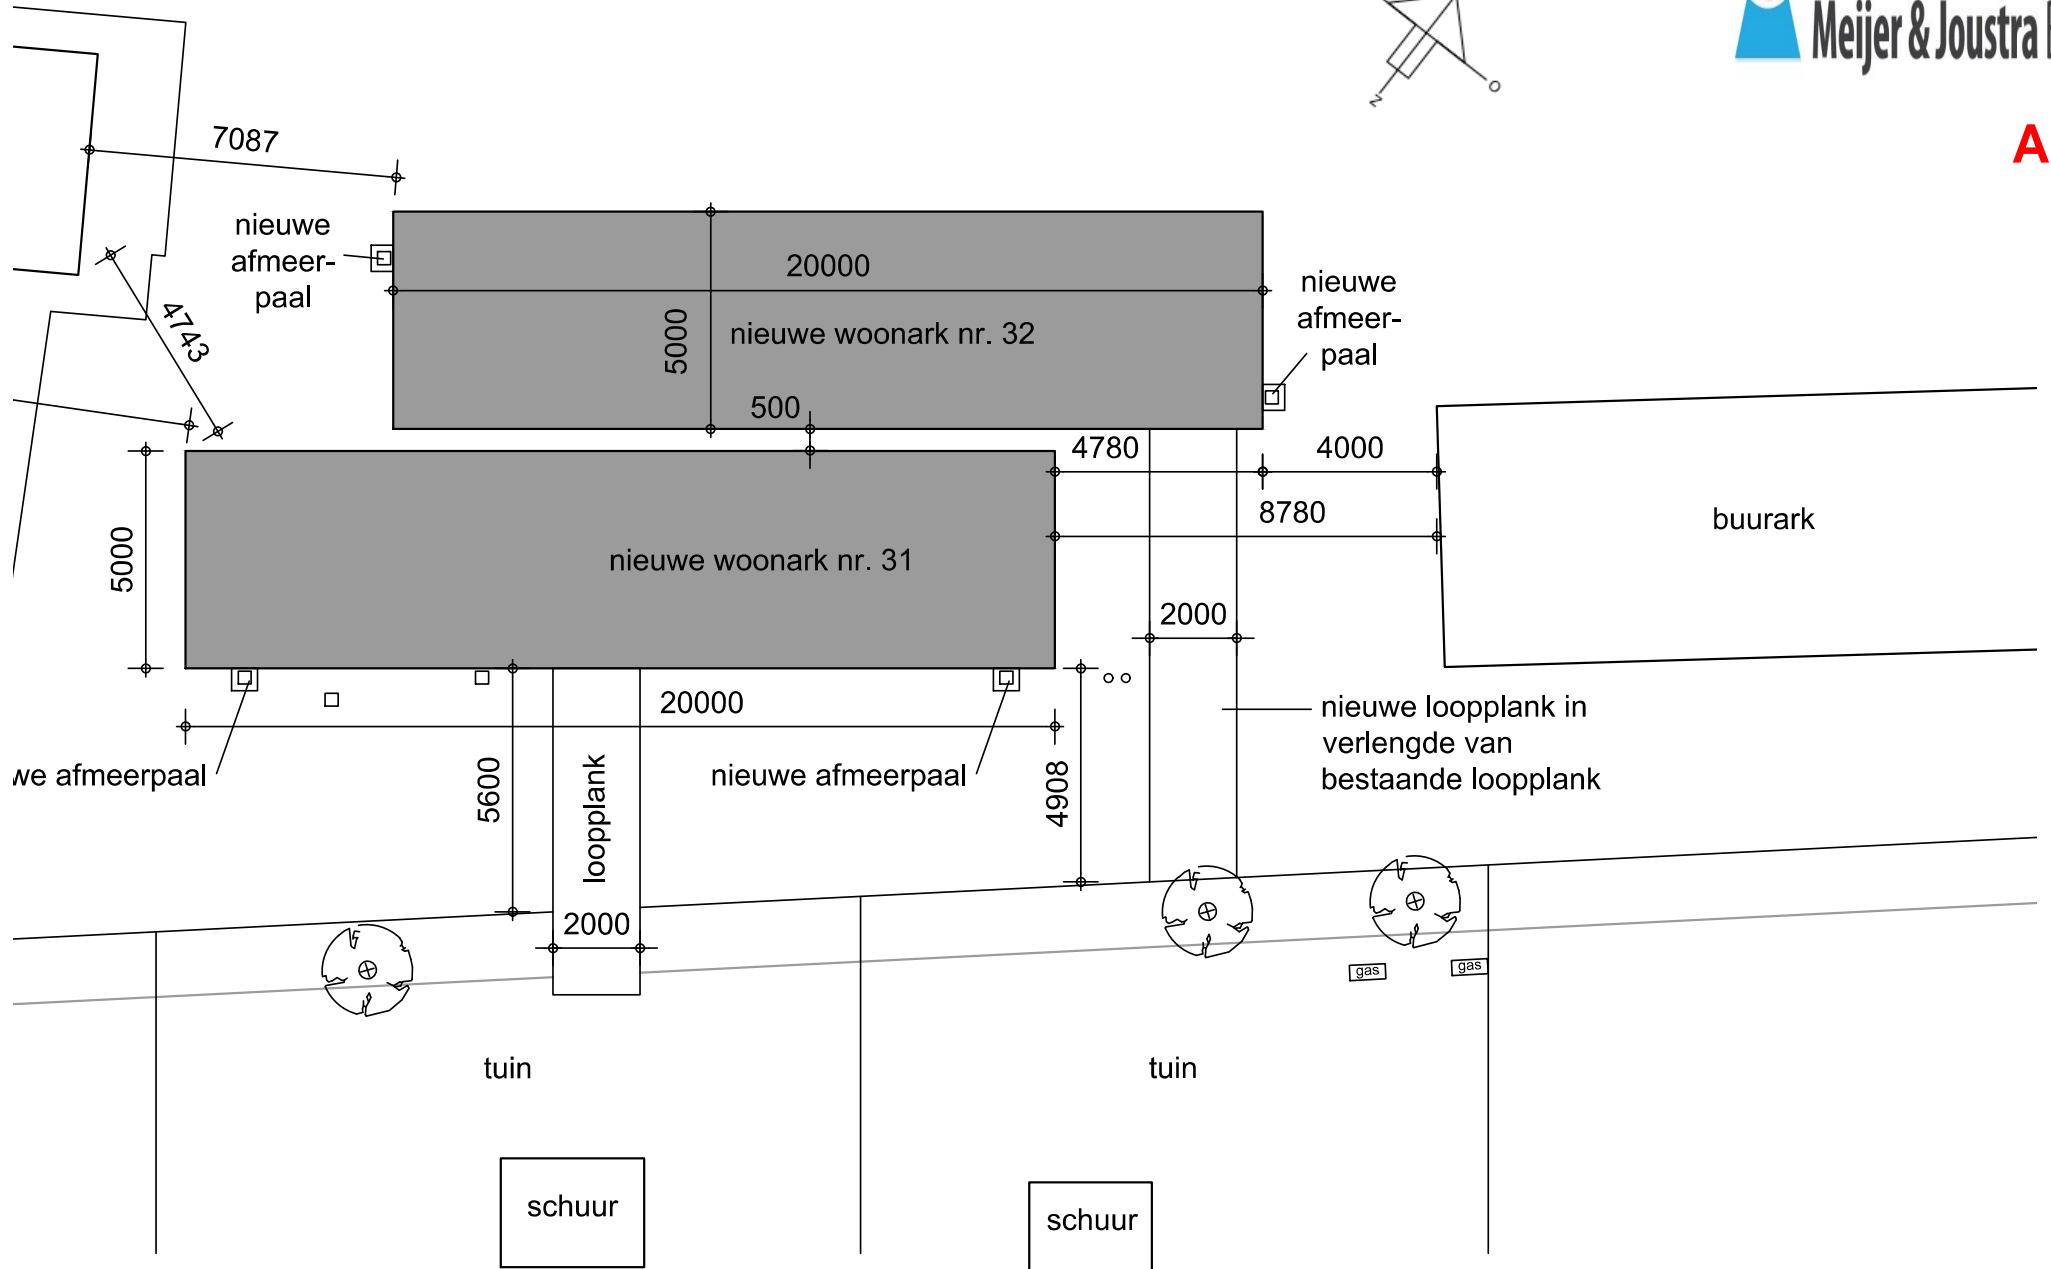 Meijer & Joustra
N
O
A
7087
nieuwe
afmeer-
paal
4743
20000
5000
nieuwe woonark nr. 32
500
nieuwe
afmeer-
paal
4780
4000
8780
buurark
5000
nieuwe woonark nr. 31
2000
20000
nieuwe loopplank in
verlengde van
bestaande loopplank
we afmeerpaal
5600
loopplank
nieuwe afmeerpaal
4908
2000
gas
gas
tuin
tuin
schuur
schuur